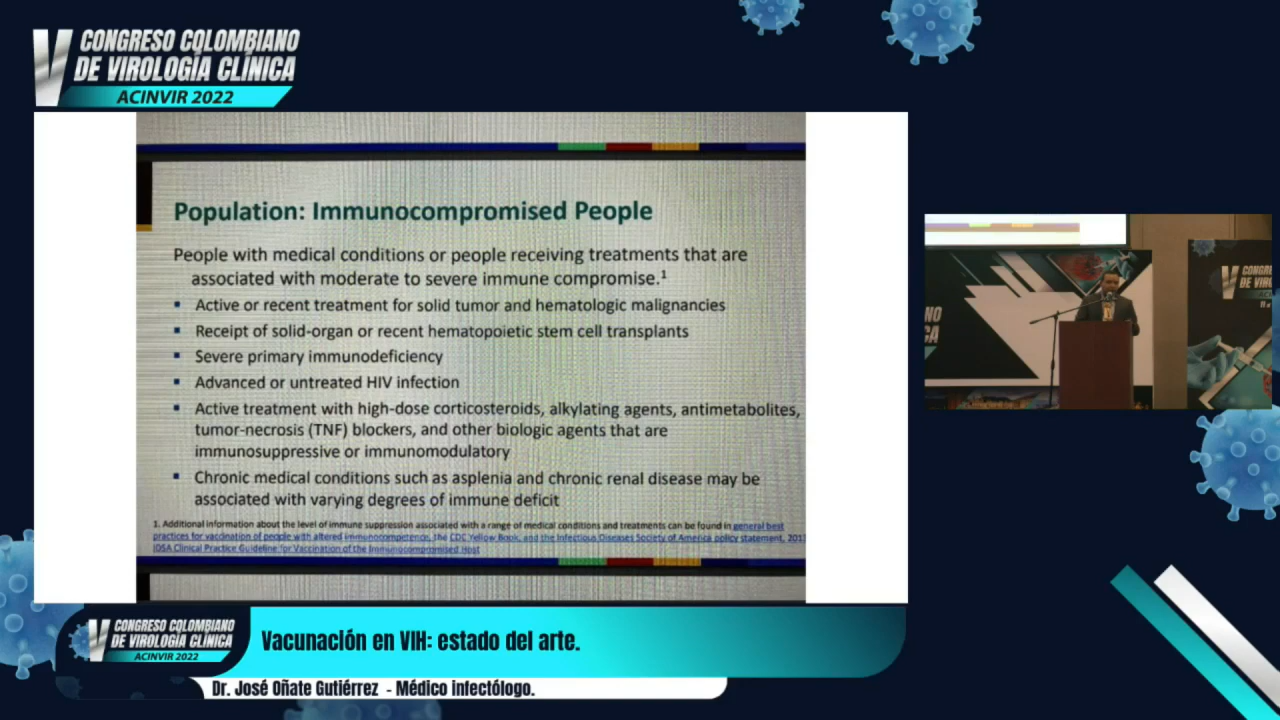 V CONGRESO COLOMBIANO
DE VIROLOGÍA CLÍNICA
ACINVIR 2022
Population: Immunocompromised People
People with medical conditions or people receiving treatments that are
associated with moderate to severe immune compromise.¹
▪ Active or recent treatment for solid tumor and hematologic malignancies
▪ Receipt of solid-organ or recent hematopoietic stem cell transplants
▪ Severe primary immunodeficiency
▪ Advanced or untreated HIV infection
▪ Active treatment with high-dose corticosteroids, alkylating agents, antimetabolites,
tumor-necrosis (TNF) blockers, and other biologic agents that are
immunosuppressive or immunomodulatory
▪ Chronic medical conditions such as asplenia and chronic renal disease may be
associated with varying degrees of immune deficit
1. Additional information about the level of immune suppression associated with a range of medical conditions and treatments can be found in general best
practices for vaccination of people with altered immunocompetence, the CDC Yellow Book, and the Infectious Diseases Society of America policy statement,
IDSA Clinical Practice Guideline for Vaccination of the Immunocompromised Host
V CONGRESO COLOMBIANO
DE VIROLOGÍA CLÍNICA
ACINVIR 2022
Vacunación en VIH: estado del arte.
Dr. José Oñate Gutiérrez - Médico infectólogo.